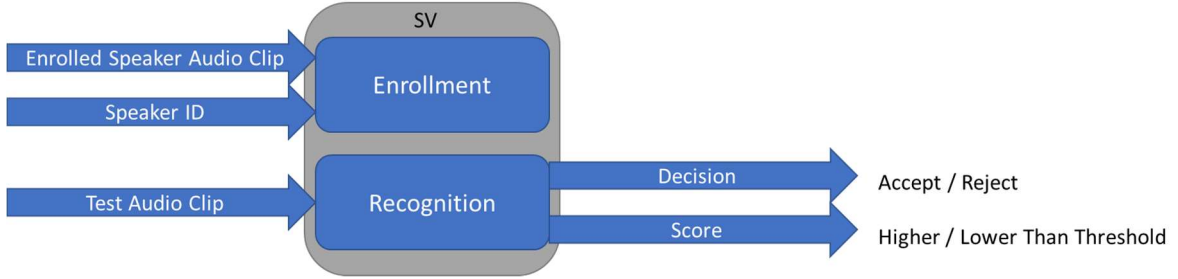 SV
Enrolled Speaker Audio Clip
Enrollment
Speaker ID
Test Audio Clip
Recognition
Decision
Accept / Reject
Score
Higher / Lower Than Threshold